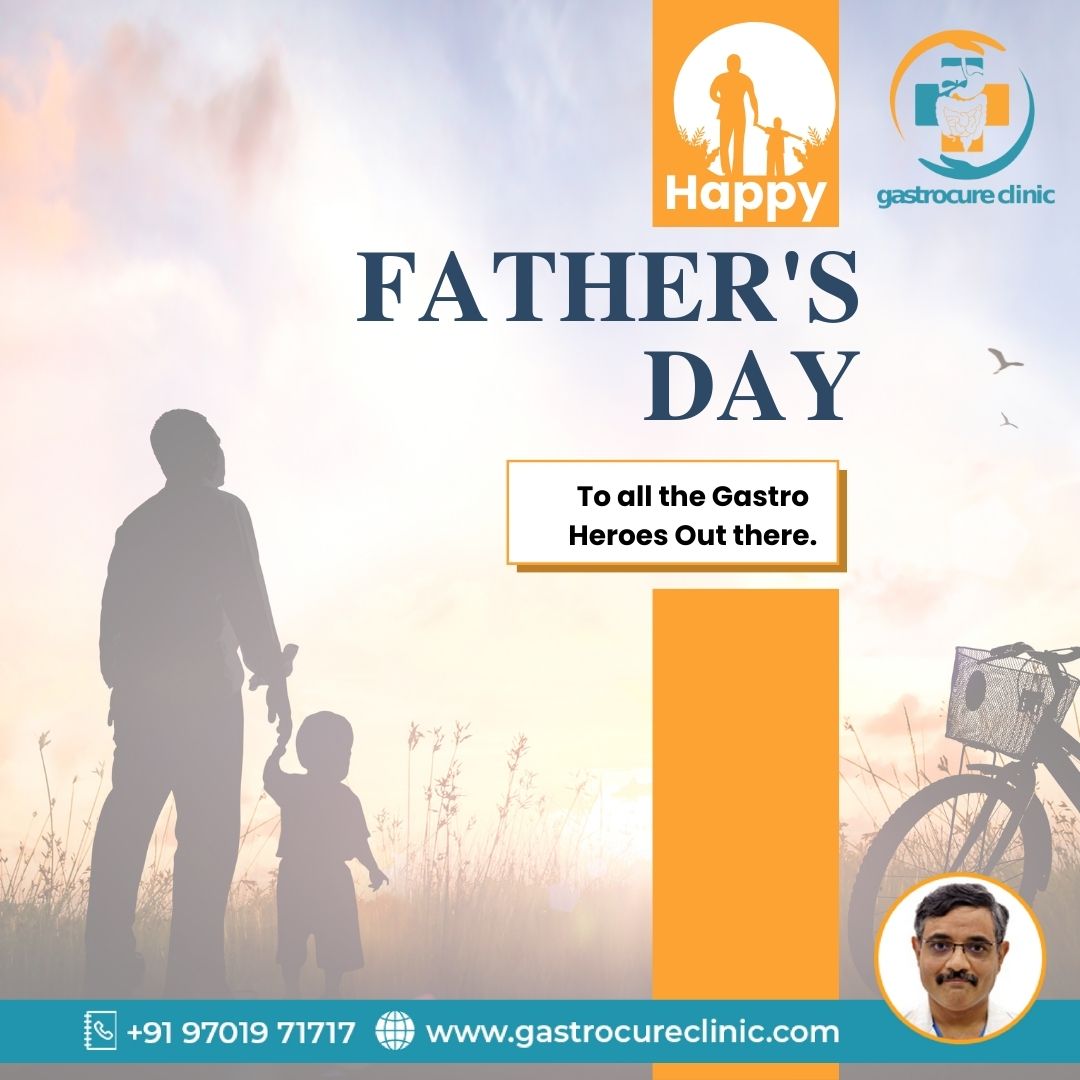 Happy
gastrocure clinic
FATHER'S
DAY
To all the Gastro
Heroes Out there.
+91 97019 71717 www.gastrocureclinic.com